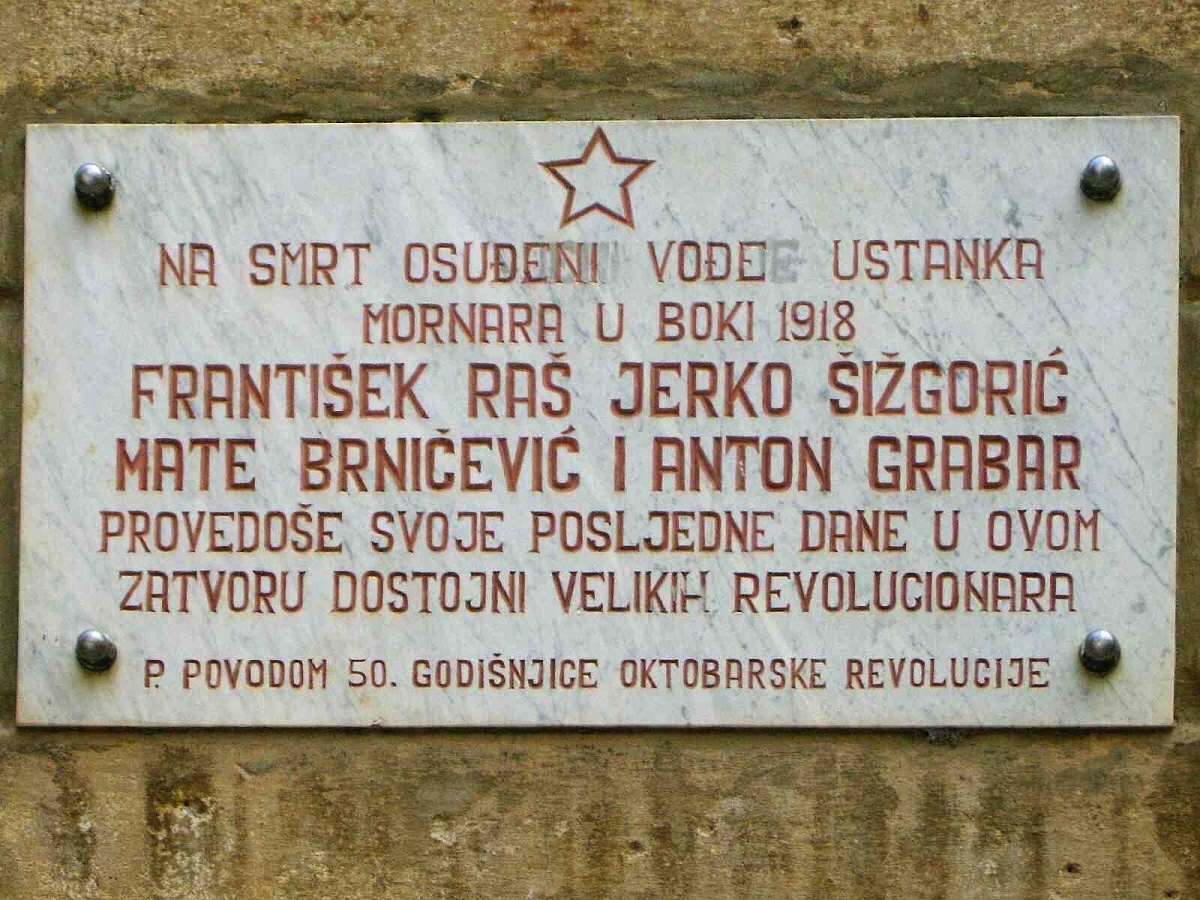 NA SMRT OSUĐENI VOĐE USTANKA
MORNARA U BOKI 1918
FRANTIŠEK RAŠ JERKO ŠIŽGORIĆ
MATE BRNIČEVIĆ I ANTON GRABAR
PROVEDOŠE SVOJE POSLJEDNE DANE U OVOM
ZATVORU DOSTOJNI VELIKIH REVOLUCIONARA
P. POVODOM 50. GODIŠNJICE OKTOBARSKE REVOLUCIJE